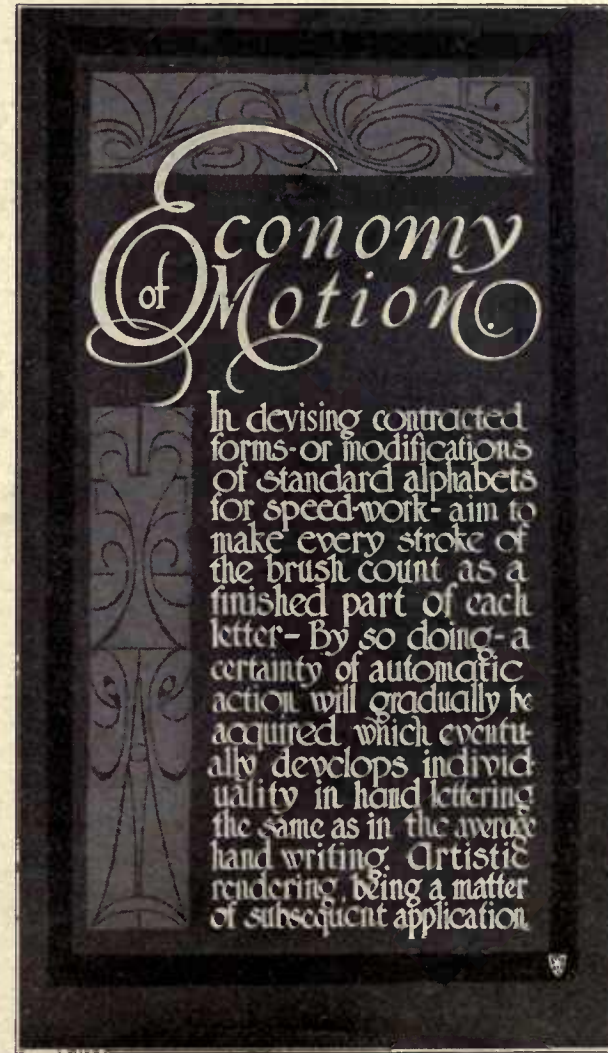 Economy
of Motion.
In devising contracted
forms-or modifications
of standard alphabets
for speed-work-aim to
make every stroke of
the brush count as a
finished part of each
letter-By so doing-a
certainty of automatic
action will gradually be
acquired which eventu-
ally develops individ-
uality in hand lettering
the same as in the average
hand writing. Artistic
rendering, being a matter
of subsequent application